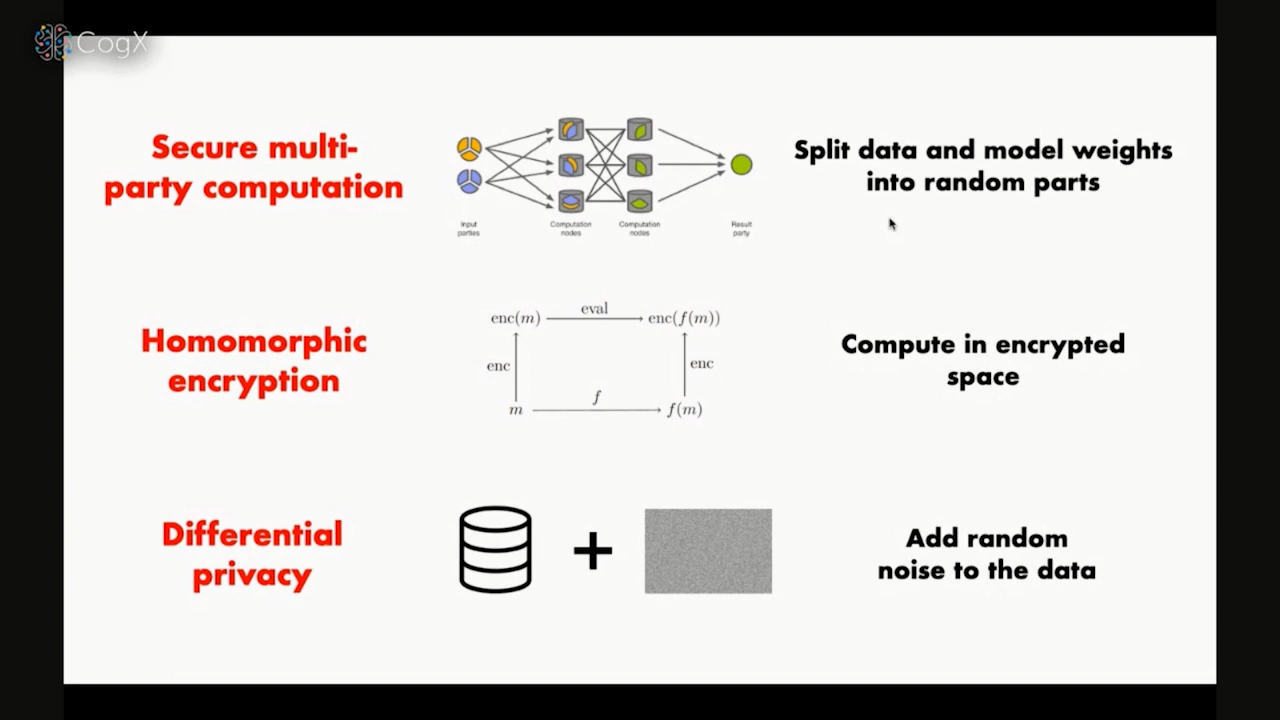 CogX
Secure multi-
party computation
Input
parties
Computation
nodes
Computation
nodes
Result
party
Split data and model weights
into random parts
Homomorphic
encryption
enc(m)
eval
enc(f(m))
enc
enc
m
f
f(m)
Compute in encrypted
space
Differential
privacy
+
Add random
noise to the data